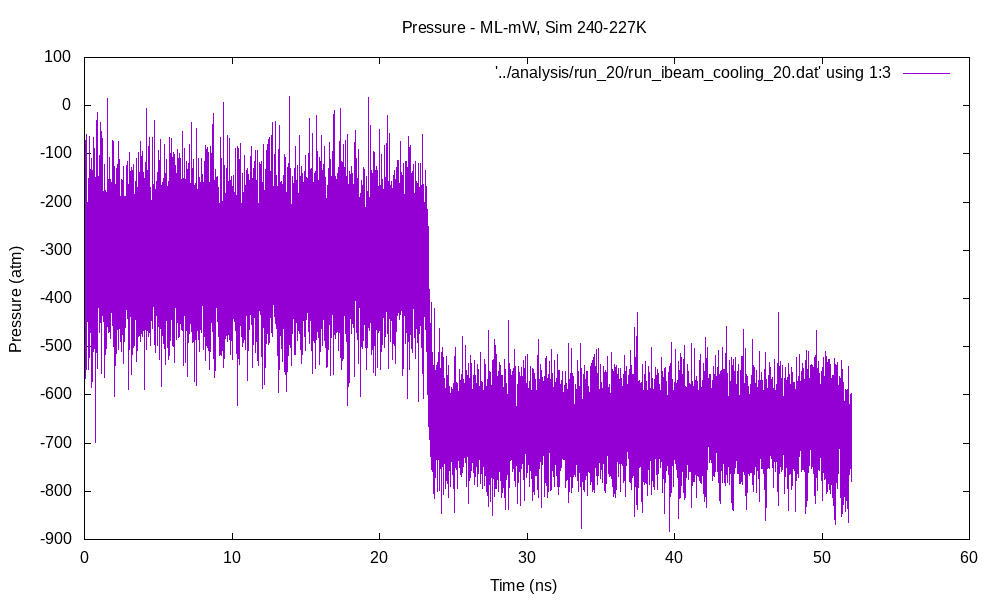 Pressure - ML-mW, Sim 240-227K
'../analysis/run_20/run_ibeam_cooling_20.dat' using 1:3
100
0
-100
-200
-300
-400
-500
-600
-700
-800
-900
Pressure (atm)
0 10 20 30 40 50 60
Time (ns)